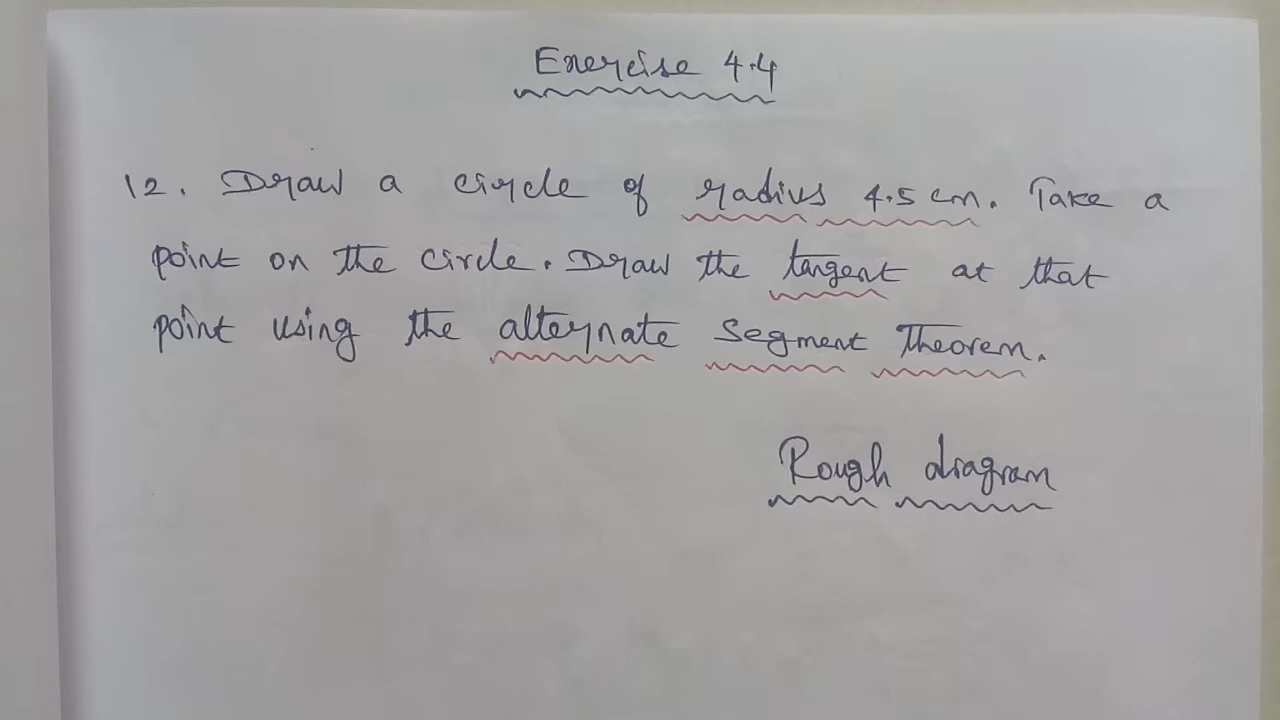 Exercise 4.4
12. Draw a circle of radius 4.5 cm. Take a
point on the circle. Draw the tangent at that
point using the alternate segment Theorem.
Rough diagram